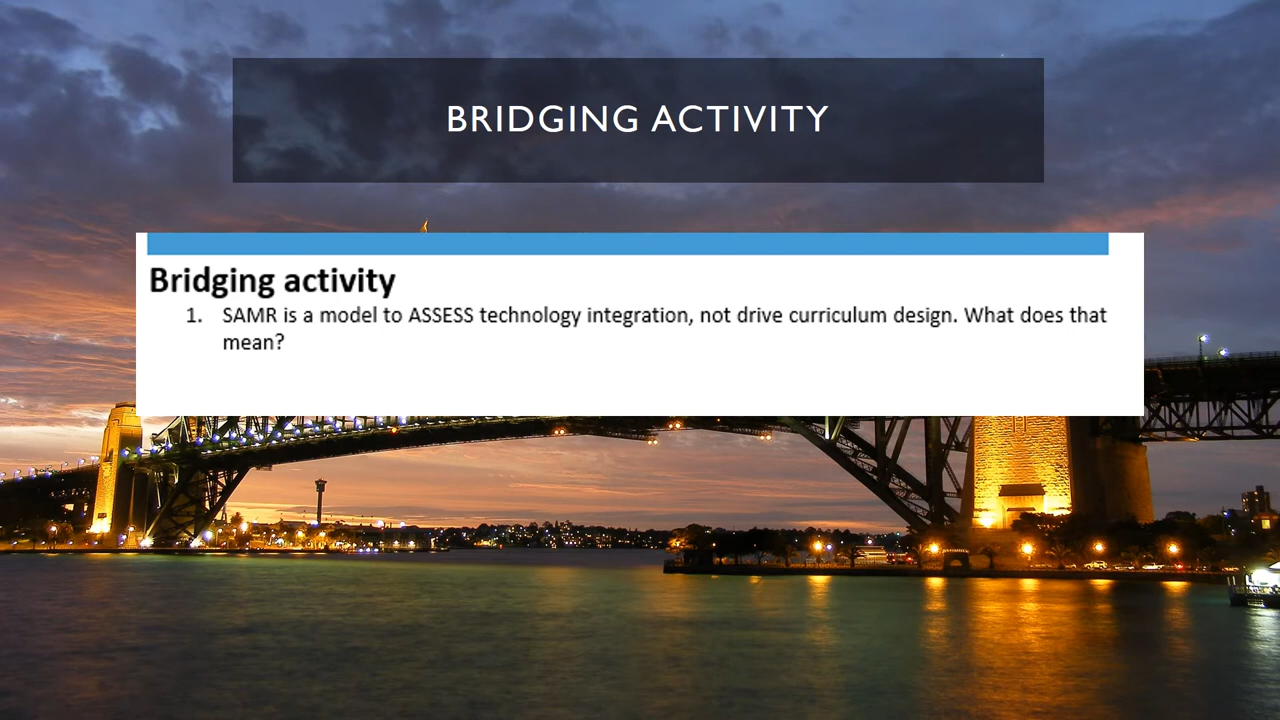 BRIDGING ACTIVITY
Bridging activity
1. SAMR is a model to ASSESS technology integration, not drive curriculum design. What does that
mean?